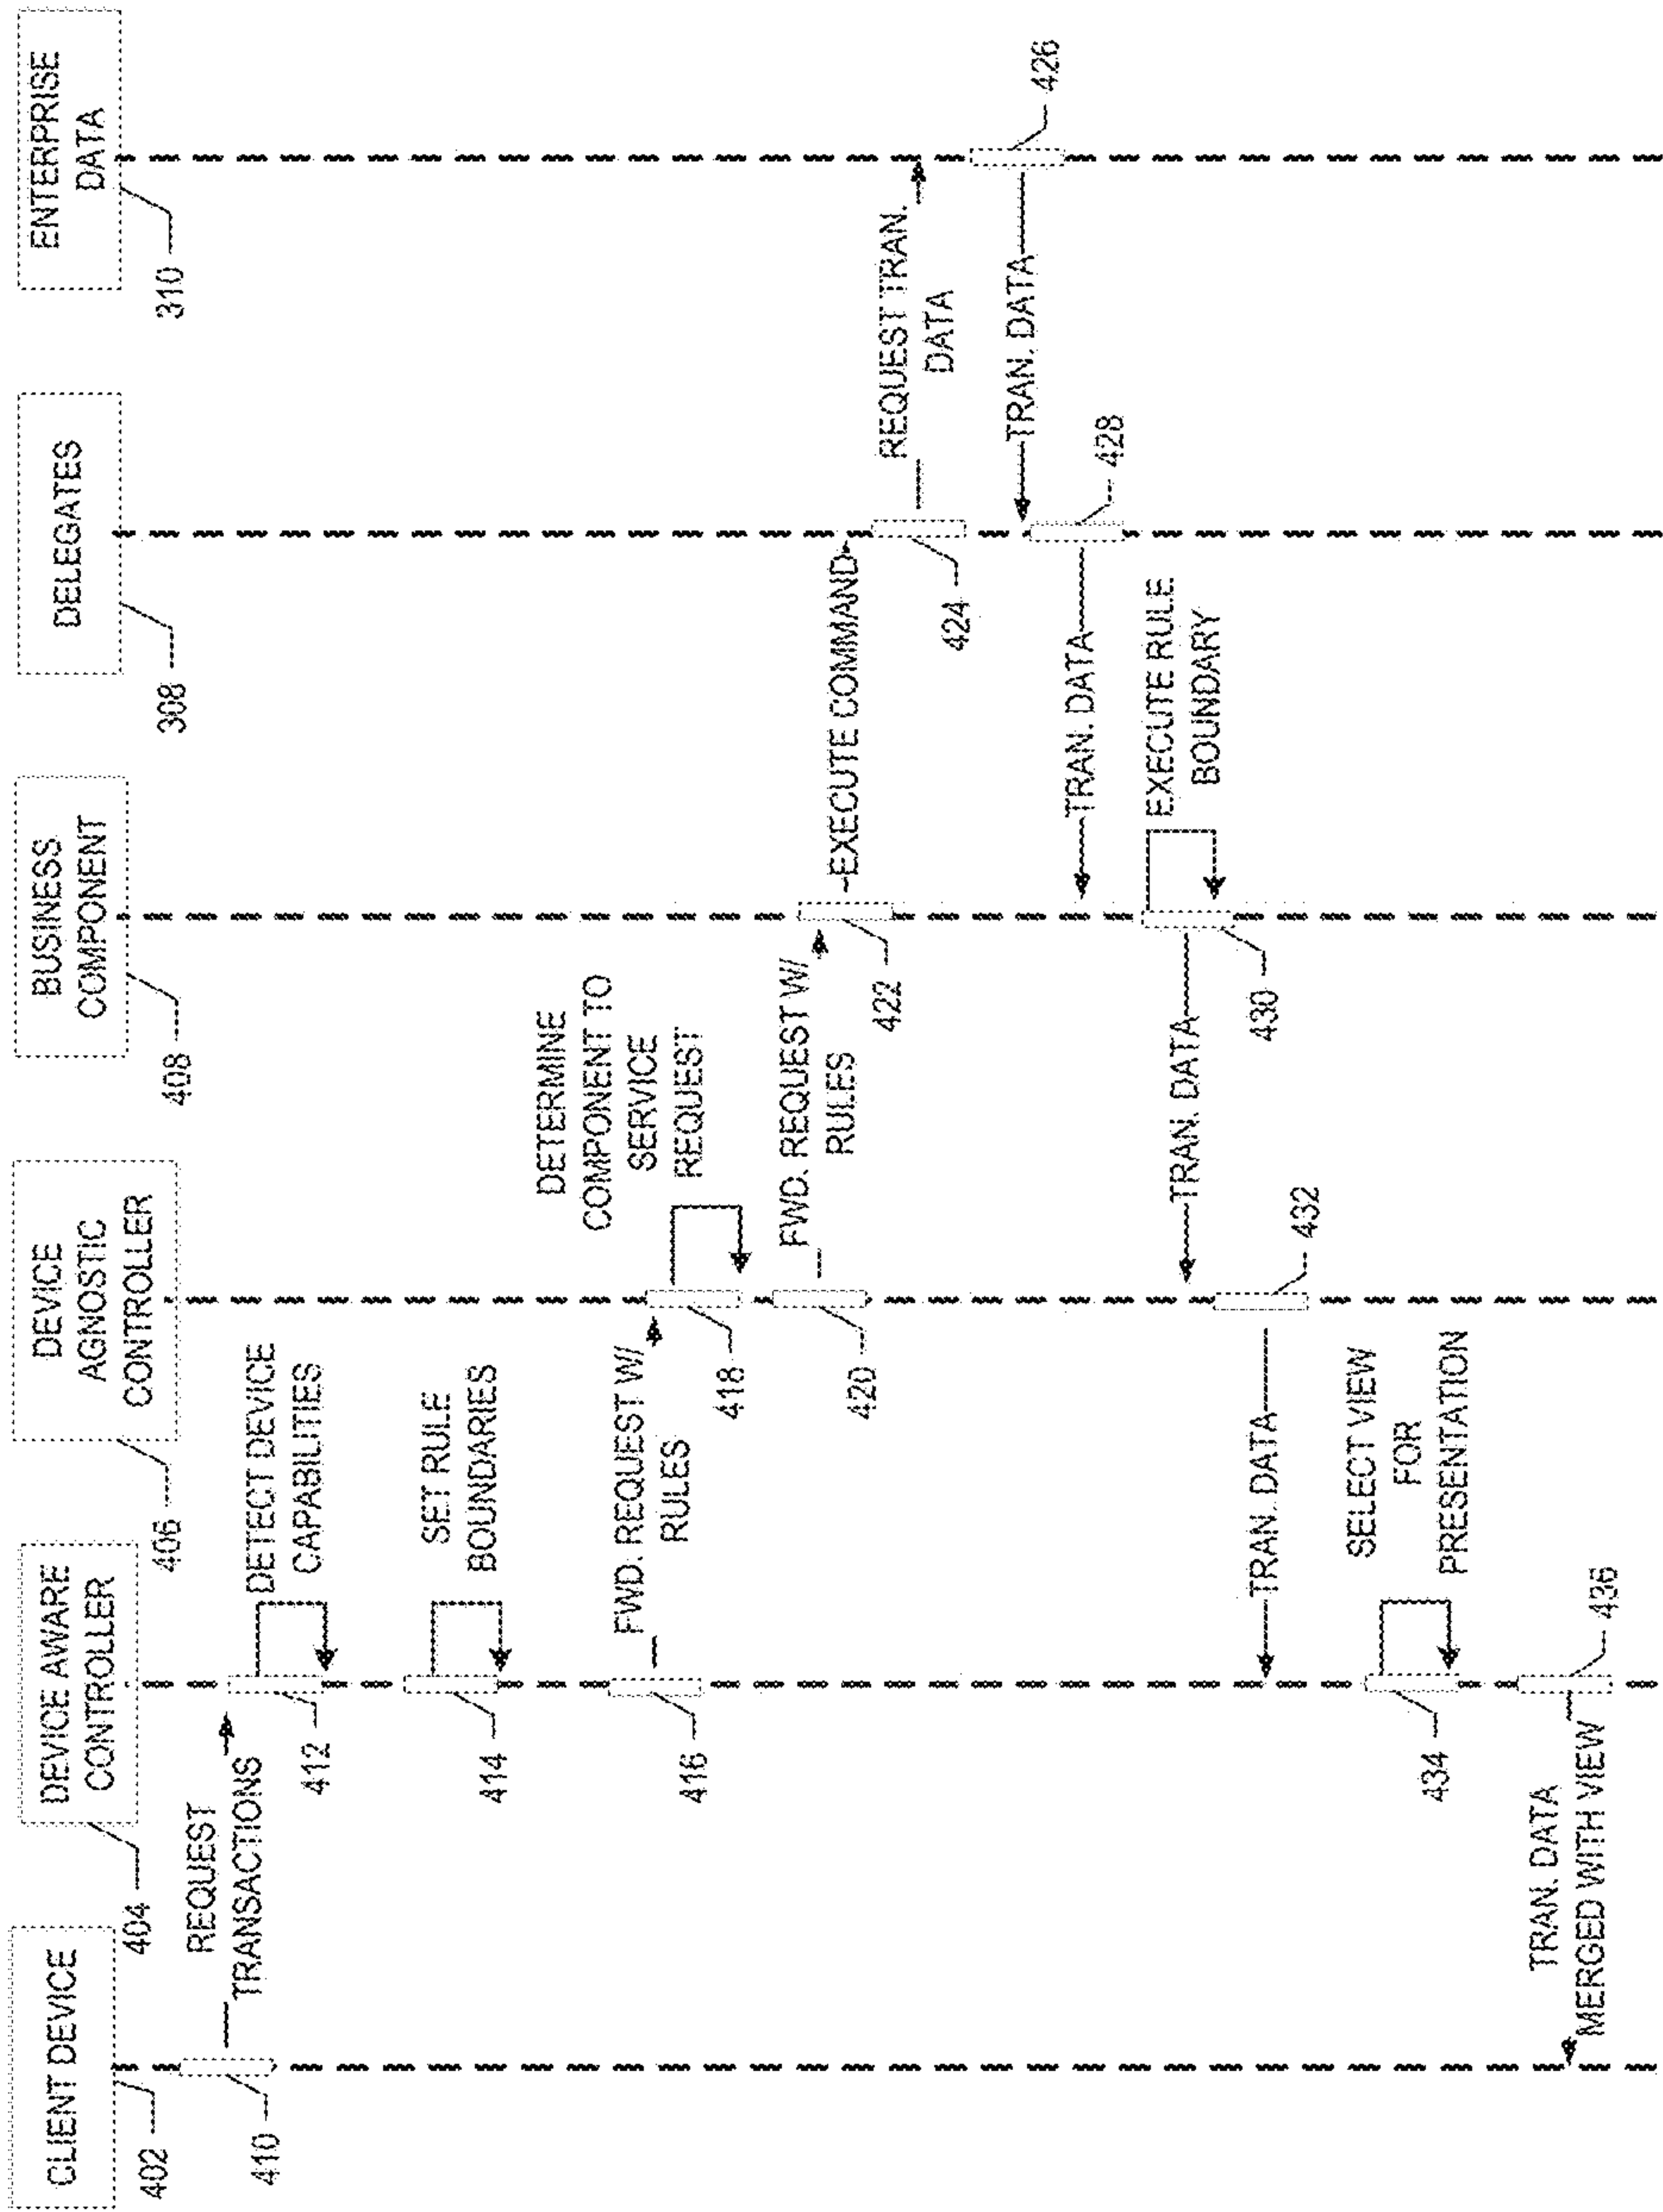 CLIENT DEVICE
402
DEVICE AWARE
CONTROLLER
404
DEVICE
AGNOSTIC
CONTROLLER
406
BUSINESS
COMPONENT
408
DELEGATES
308
ENTERPRISE
DATA
310
410
REQUEST
TRANSACTIONS
DETECT DEVICE
CAPABILITIES
412
SET RULE
BOUNDARIES
414
FWD. REQUEST W/
RULES
416
DETERMINE
COMPONENT TO
SERVICE
REQUEST
418
FWD. REQUEST W/
RULES
420
422
EXECUTE COMMAND
424
REQUEST TRAN.
DATA
426
TRAN. DATA
428
TRAN. DATA
EXECUTE RULE
BOUNDARY
430
TRAN. DATA
432
TRAN. DATA
SELECT VIEW
FOR
PRESENTATION
434
436
TRAN. DATA
MERGED WITH VIEW